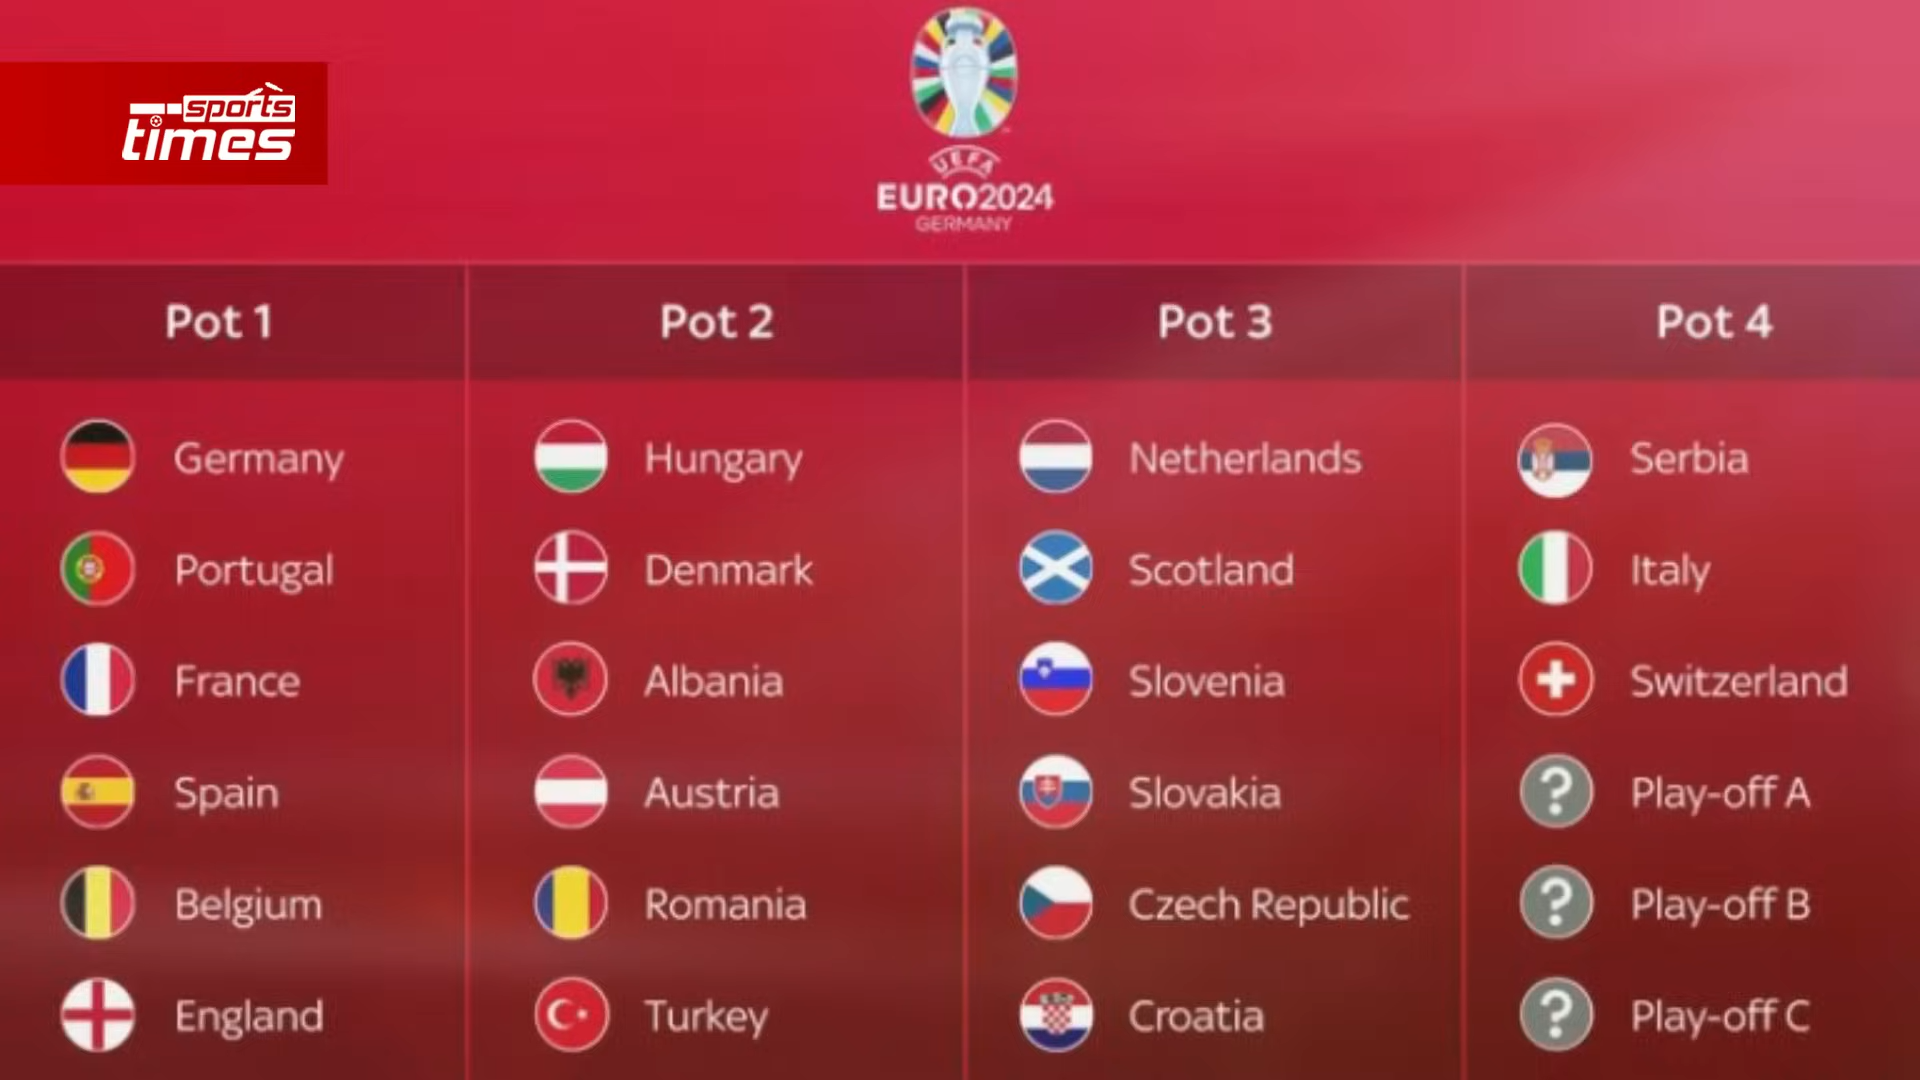 sports
times
UEFA
EURO2024
GERMANY
Pot 1
Pot 2
Pot 3
Pot 4
Germany
Hungary
Netherlands
Serbia
Portugal
Denmark
Scotland
Italy
France
Albania
Slovenia
Switzerland
Spain
Austria
Slovakia
? Play-off A
Belgium
Romania
Czech Republic
? Play-off B
England
Turkey
Croatia
? Play-off C